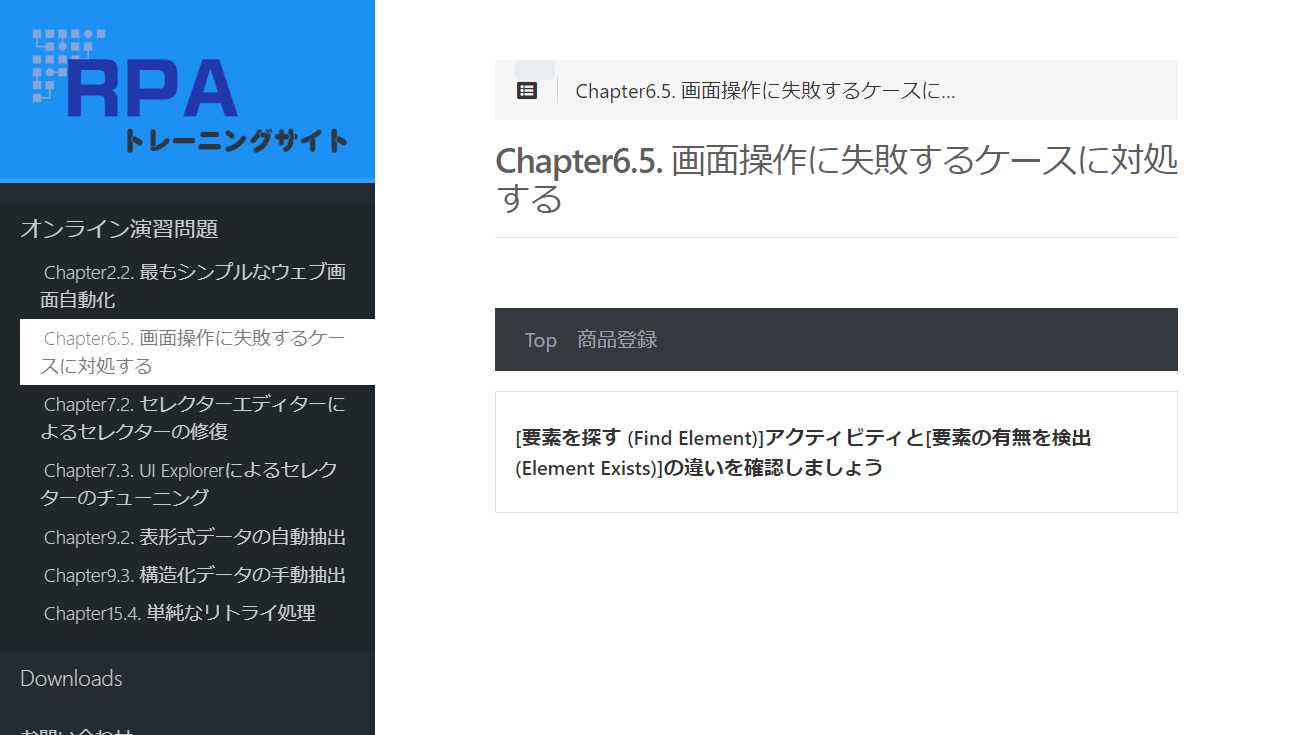 RPA
トレーニングサイト
オンライン演習問題
Chapter2.2. 最もシンプルなウェブ画
面自動化
Chapter6.5. 画面操作に失敗するケー
スに対処する
Chapter7.2. セレクターエディターに
よるセレクターの修復
Chapter7.3. UI Explorerによるセレク
ターのチューニング
Chapter9.2. 表形式データの自動抽出
Chapter9.3. 構造化データの手動抽出
Chapter15.4. 単純なリトライ処理
Downloads
お問い合わせ
Chapter6.5. 画面操作に失敗するケースに...
Chapter6.5. 画面操作に失敗するケースに対処
する
Top 商品登録
[要素を探す (Find Element)]アクティビティと[要素の有無を検出
(Element Exists)]の違いを確認しましょう